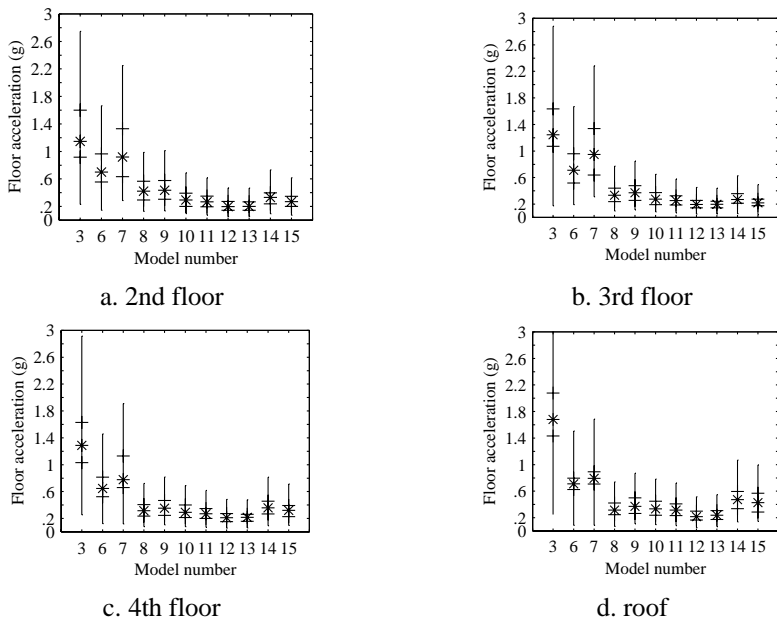 3
2.6
2.2
1.8
1.4
1
.6
.2
0
Floor acceleration (g)
3 6 7 8 9 10 11 12 13 14 15
Model number
a. 2nd floor
3
2.6
2.2
1.8
1.4
1
.6
.2
0
Floor acceleration (g)
3 6 7 8 9 10 11 12 13 14 15
Model number
b. 3rd floor
3
2.6
2.2
1.8
1.4
1
.6
.2
0
Floor acceleration (g)
3 6 7 8 9 10 11 12 13 14 15
Model number
c. 4th floor
3
2.6
2.2
1.8
1.4
1
.6
.2
0
Floor acceleration (g)
3 6 7 8 9 10 11 12 13 14 15
Model number
d. roof